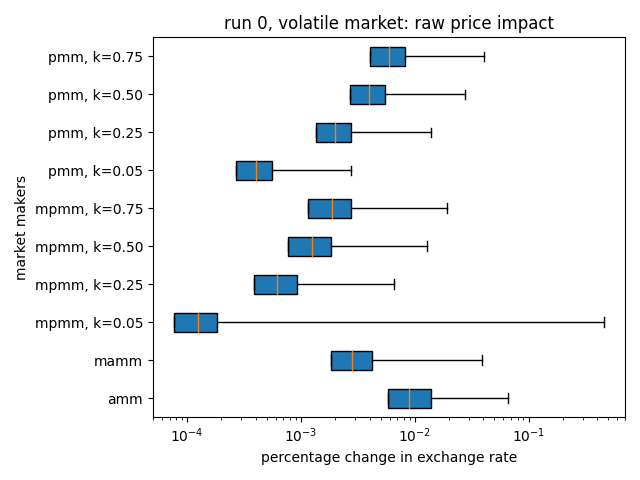 run 0, volatile market: raw price impact
pmm, k=0.75
pmm, k=0.50
pmm, k=0.25
pmm, k=0.05
mpmm, k=0.75
mpmm, k=0.50
mpmm, k=0.25
mpmm, k=0.05
mamm
amm
market makers
10⁻⁴ 10⁻³ 10⁻² 10⁻¹
percentage change in exchange rate